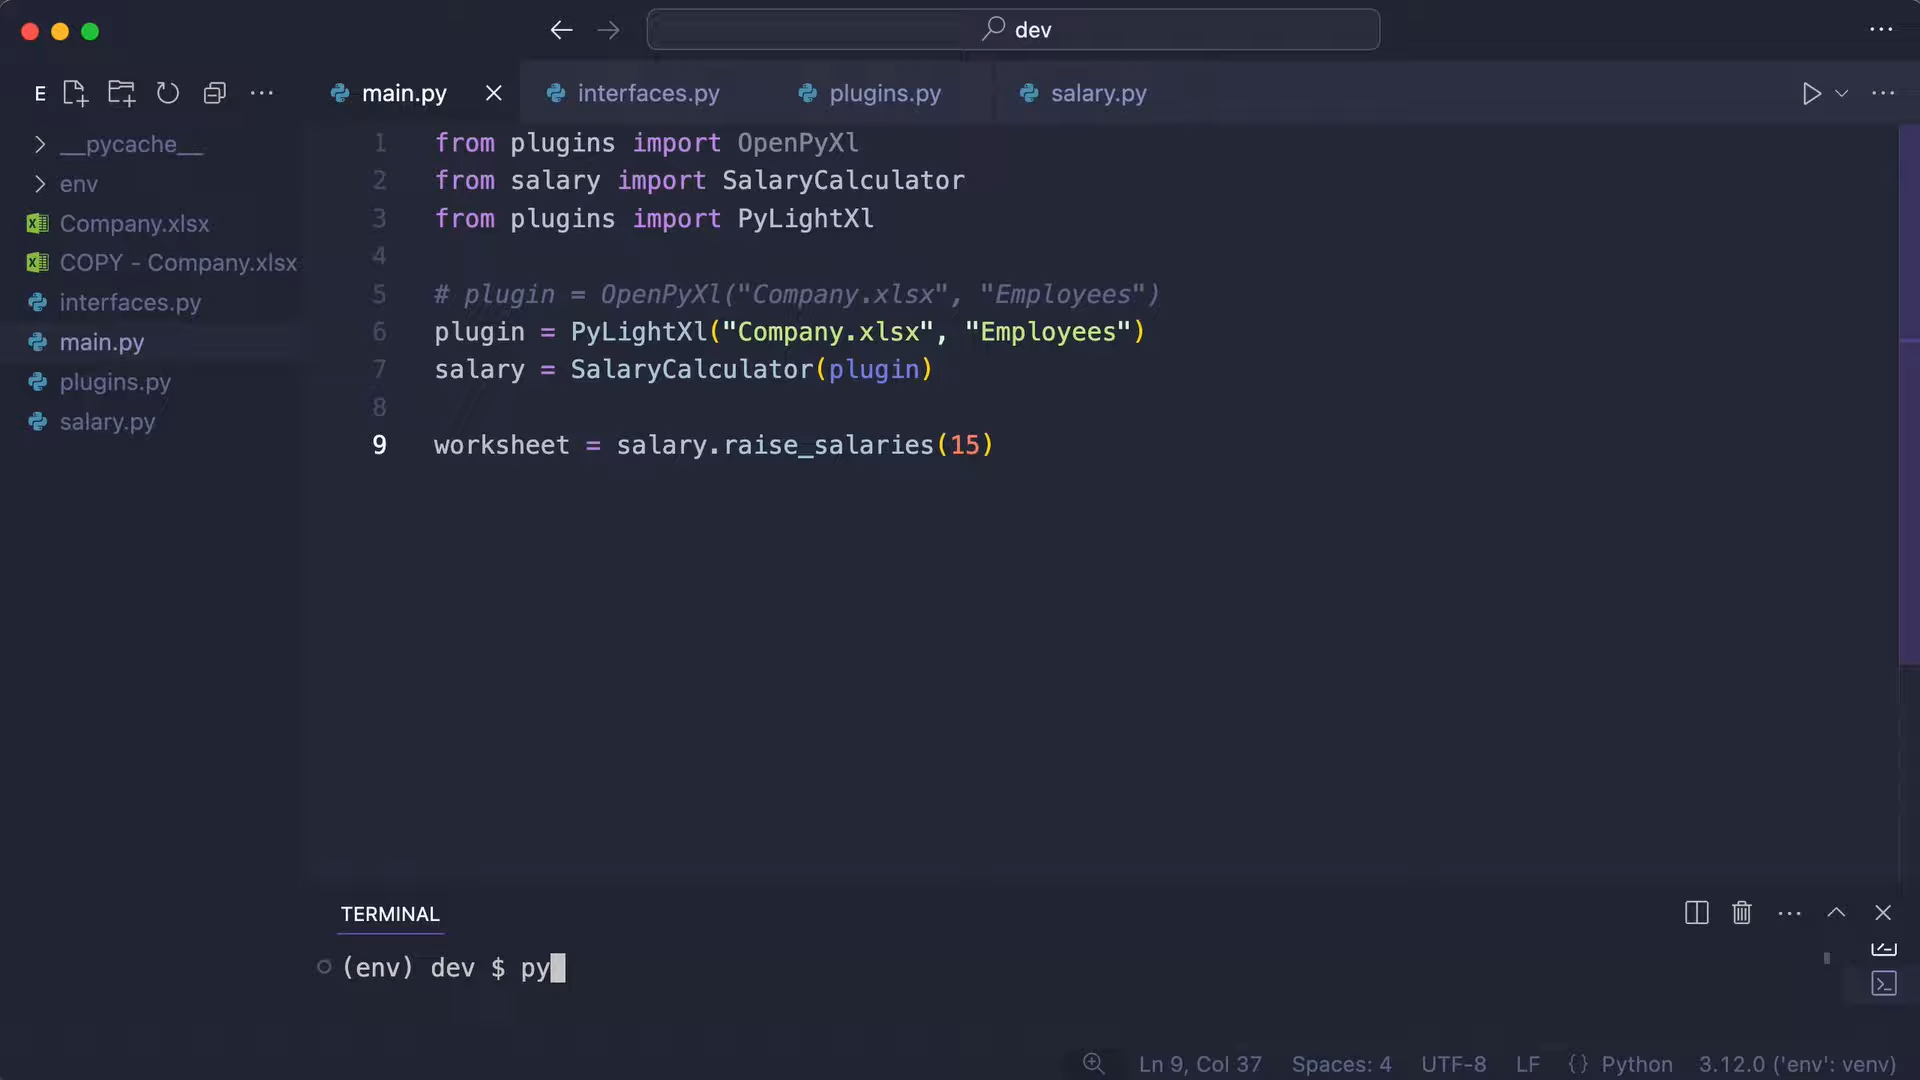 dev
E
main.py
interfaces.py
plugins.py
salary.py
__pycache__
env
Company.xlsx
COPY - Company.xlsx
interfaces.py
main.py
plugins.py
salary.py
1 from plugins import OpenPyXl
2 from salary import SalaryCalculator
3 from plugins import PyLightXl
4
5 # plugin = OpenPyXl("Company.xlsx", "Employees")
6 plugin = PyLightXl("Company.xlsx", "Employees")
7 salary = SalaryCalculator(plugin)
8
9 worksheet = salary.raise_salaries(15)
TERMINAL
(env) dev $ py
Ln 9, Col 37 Spaces: 4 UTF-8 LF {} Python 3.12.0 ('env': venv)